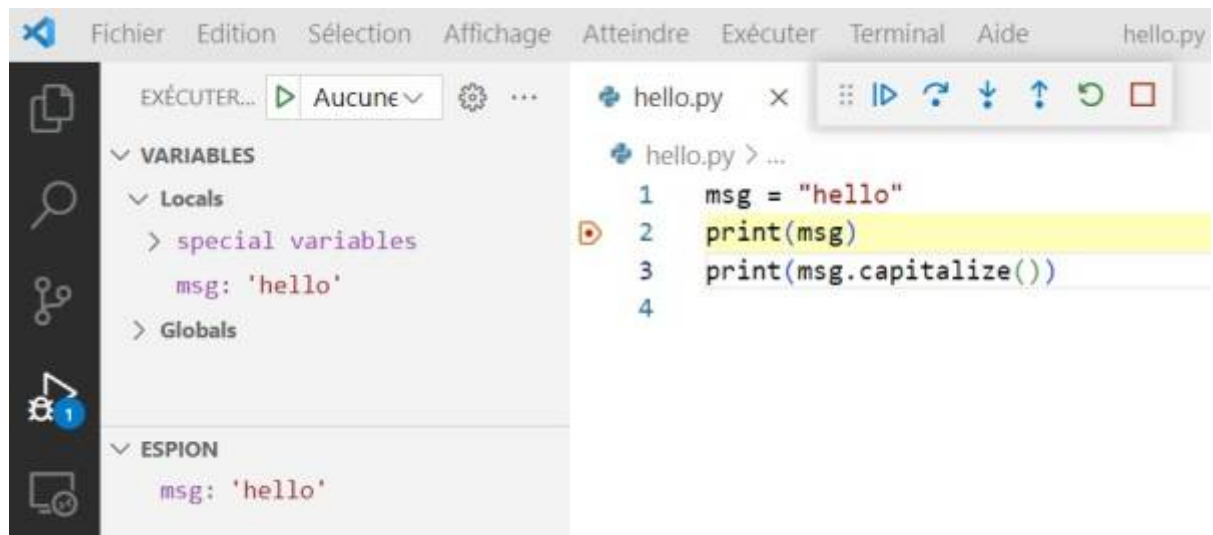 Fichier Edition Sélection Affichage Atteindre Exécuter Terminal Aide hello.py
EXÉCUTER... Aucune
VARIABLES
Locals
special variables
msg: 'hello'
Globals
1
ESPION
msg: 'hello'
hello.py
hello.py > ...
1 msg = "hello"
2 print(msg)
3 print(msg.capitalize())
4